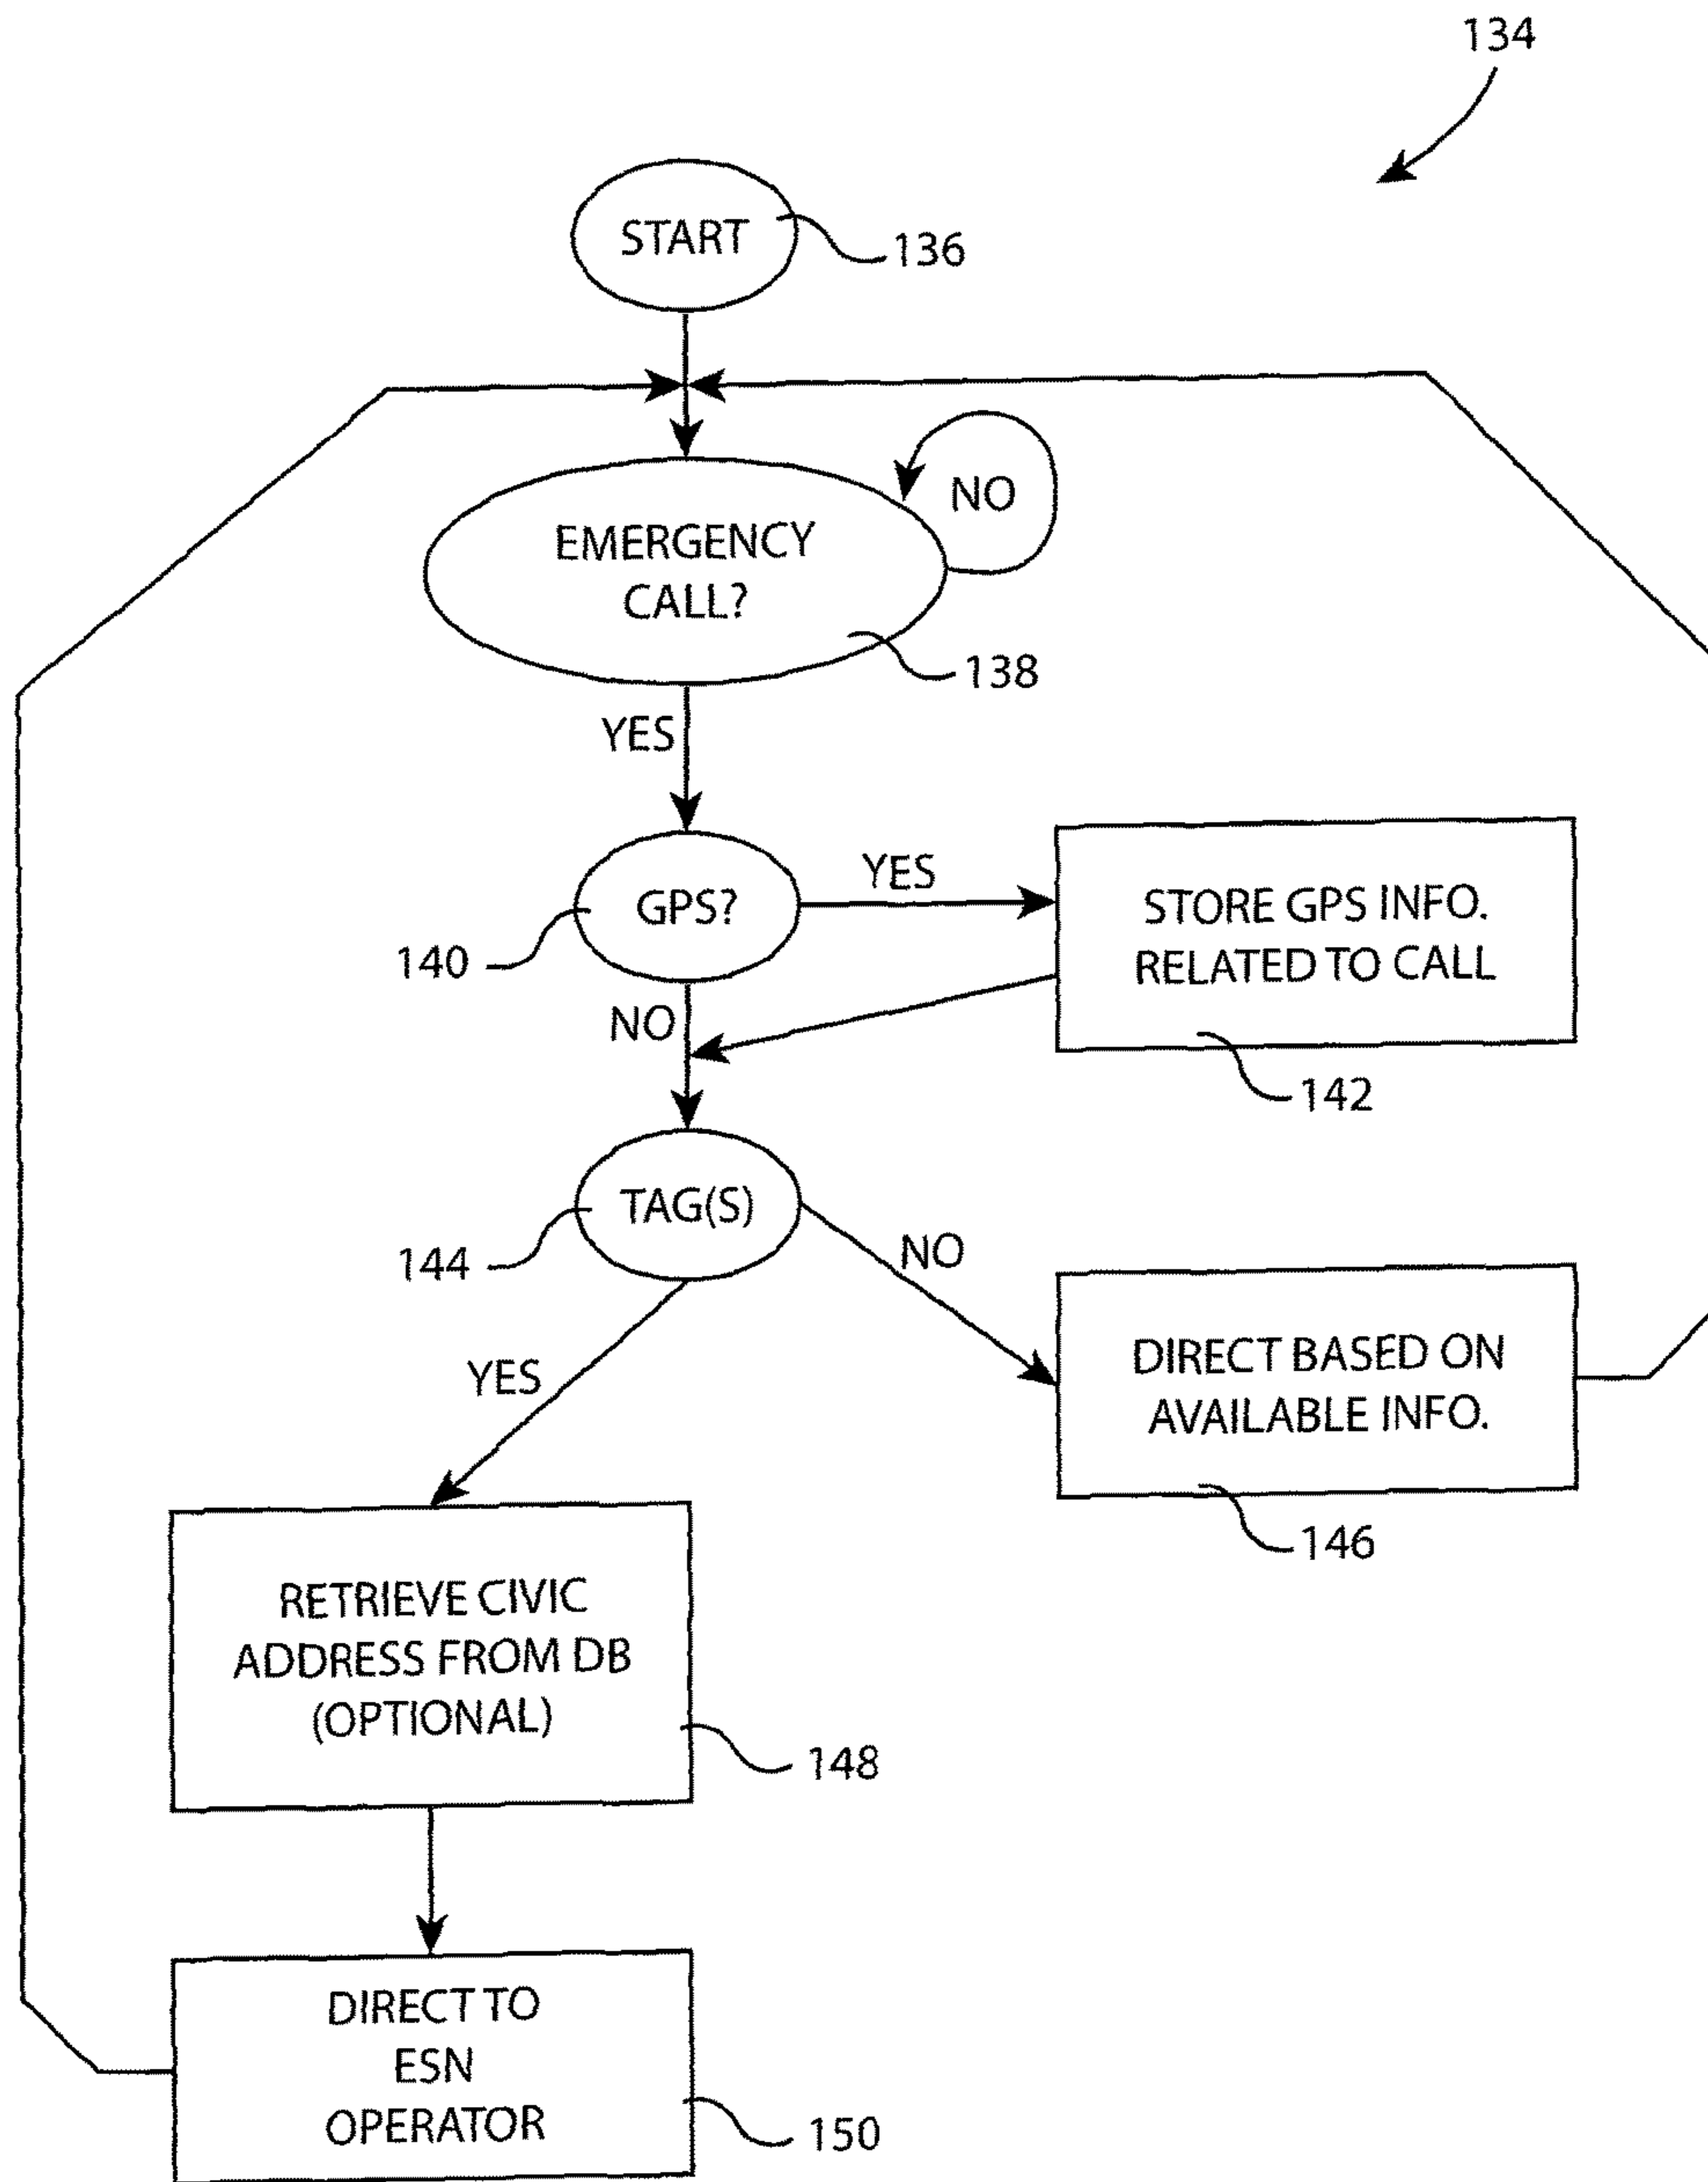 134
START
136
NO
EMERGENCY
CALL?
138
YES
GPS?
140
YES
STORE GPS INFO.
RELATED TO CALL
142
NO
TAG(S)
144
NO
DIRECT BASED ON
AVAILABLE INFO.
146
YES
RETRIEVE CIVIC
ADDRESS FROM DB
(OPTIONAL)
148
DIRECT TO
ESN
OPERATOR
150